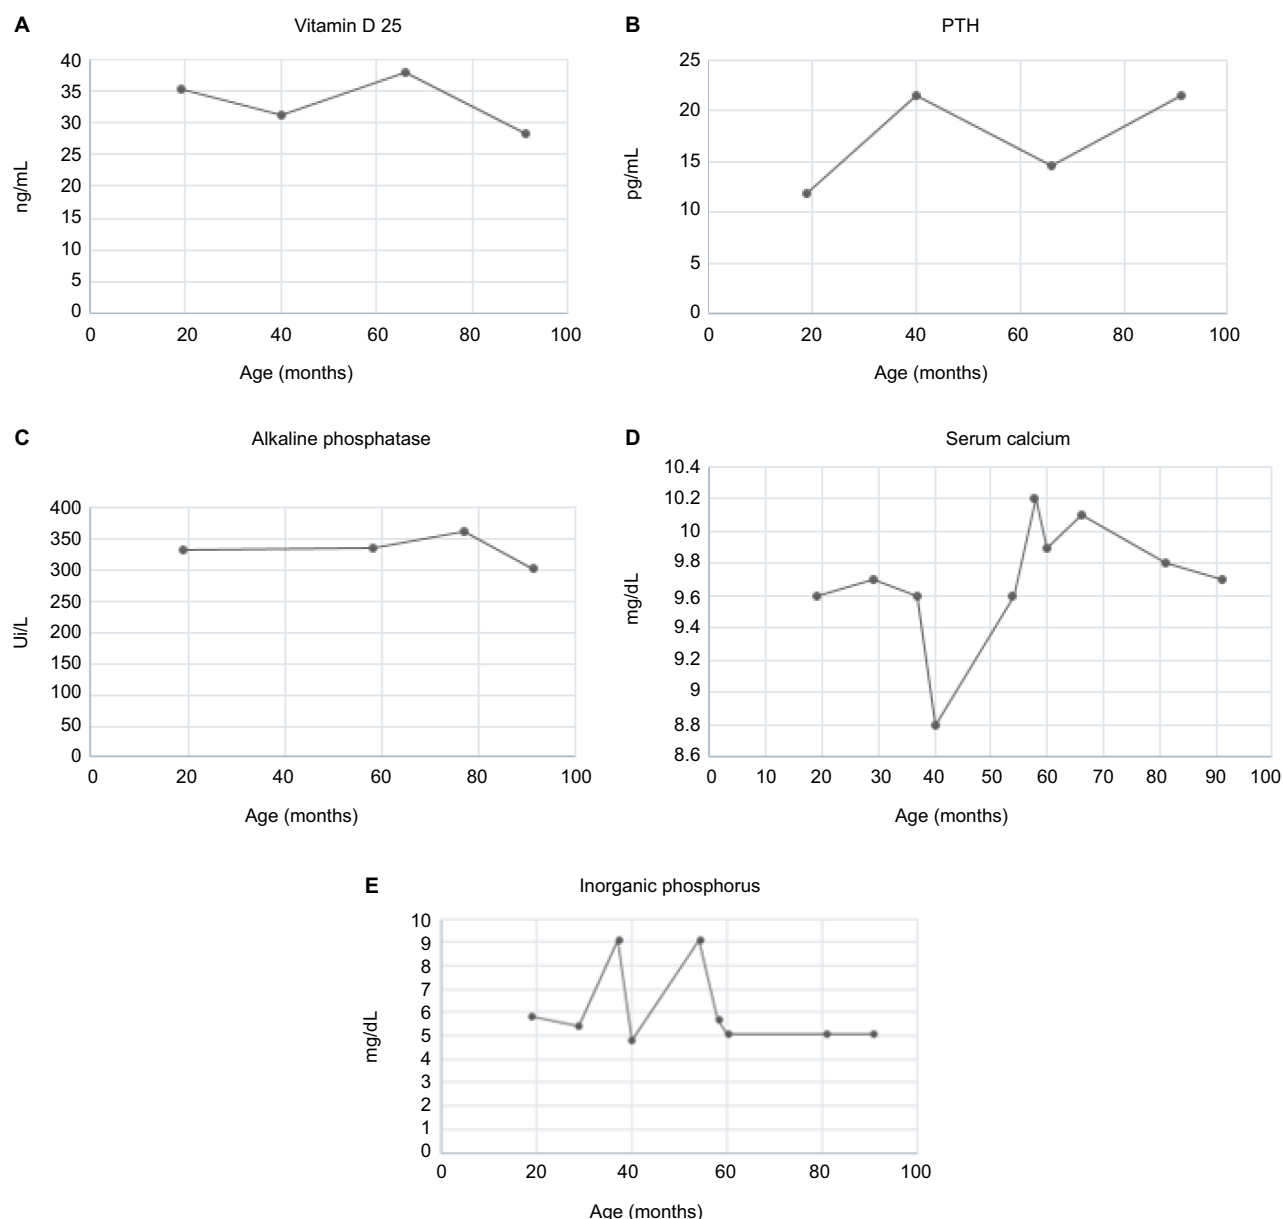 A
Vitamin D 25
40
35
30
25
20
15
10
5
0
ng/mL
0 20 40 60 80 100
Age (months)
B
PTH
25
20
15
10
5
0
pg/mL
0 20 40 60 80 100
Age (months)
C
Alkaline phosphatase
400
350
300
250
200
150
100
50
0
Ui/L
0 20 40 60 80 100
Age (months)
D
Serum calcium
10.4
10.2
10
9.8
9.6
9.4
9.2
9
8.8
8.6
mg/dL
0 10 20 30 40 50 60 70 80 90 100
Age (months)
E
Inorganic phosphorus
10
9
8
7
6
5
4
3
2
1
0
mg/dL
0 20 40 60 80 100
Age (months)